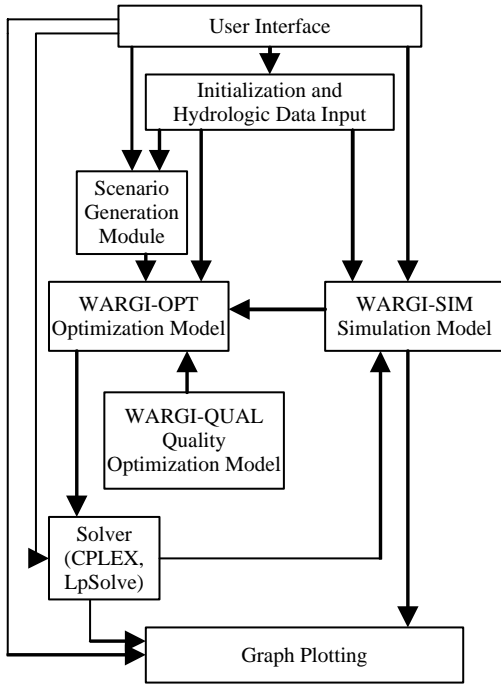 User Interface
Initialization and
Hydrologic Data Input
Scenario
Generation
Module
WARGI-OPT
Optimization Model
WARGI-SIM
Simulation Model
WARGI-QUAL
Quality
Optimization Model
Solver
(CPLEX,
LpSolve)
Graph Plotting